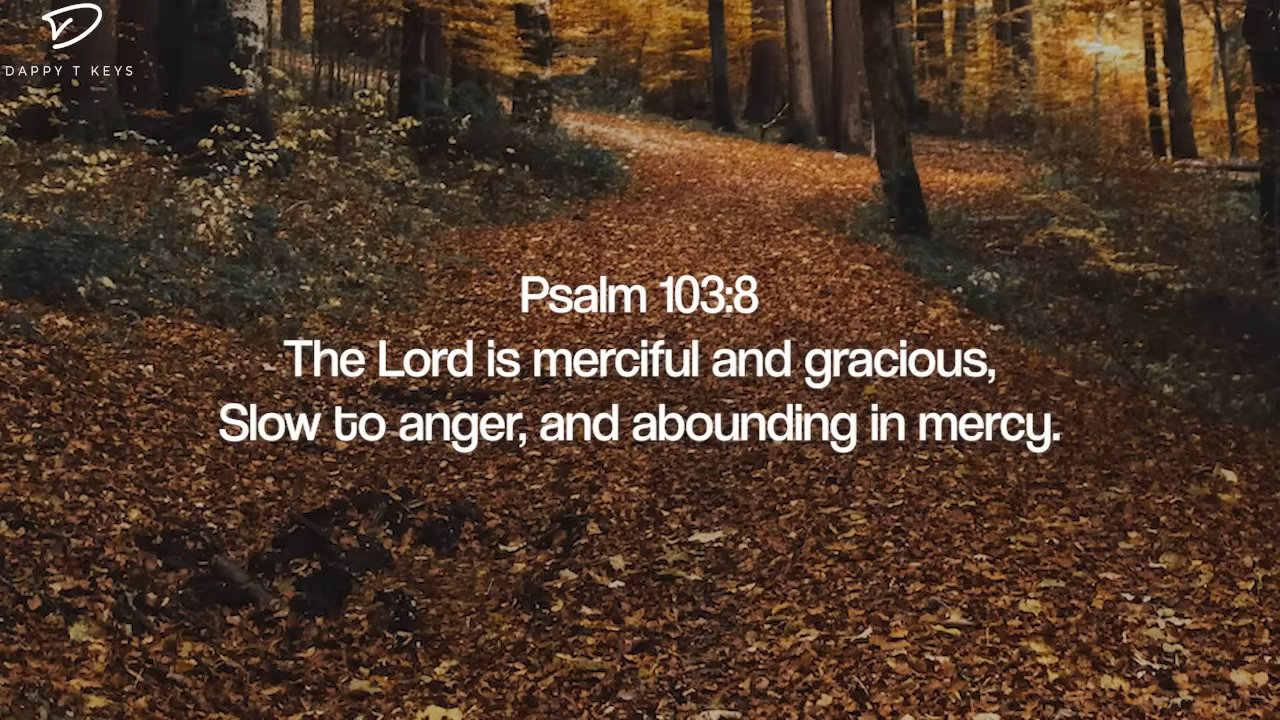 DAPPY T KEYS
Psalm 103:8
The Lord is merciful and gracious,
Slow to anger, and abounding in mercy.